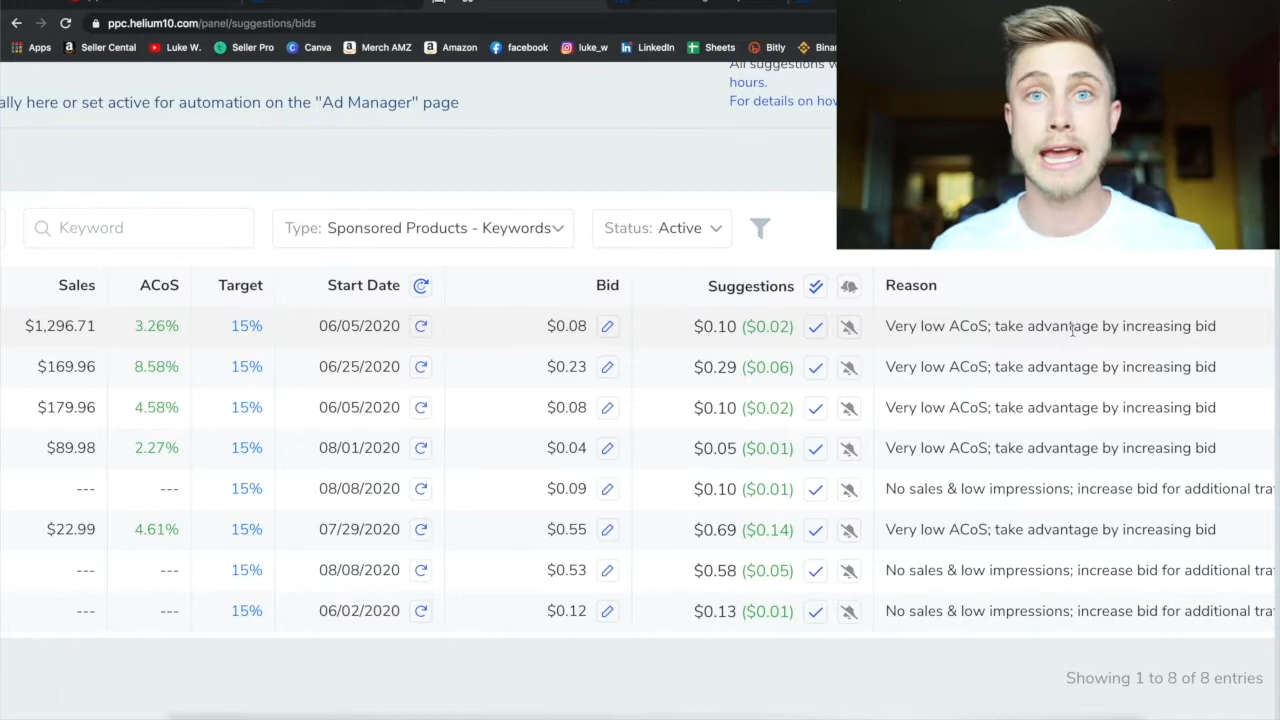 ppc.helium10.com/panel/suggestions/bids
Apps Seller Cental Luke W. Seller Pro Canva Merch AMZ Amazon facebook luke_w LinkedIn Sheets Bitly Binan
All suggestions w
hours.
ally here or set active for automation on the "Ad Manager" page
For details on how
Keyword Type: Sponsored Products - Keywords Status: Active
Sales ACoS Target Start Date Bid Suggestions Reason
$1,296.71 3.26% 15% 06/05/2020 $0.08 $0.10 ($0.02) Very low ACoS; take advantage by increasing bid
$169.96 8.58% 15% 06/25/2020 $0.23 $0.29 ($0.06) Very low ACoS; take advantage by increasing bid
$179.96 4.58% 15% 06/05/2020 $0.08 $0.10 ($0.02) Very low ACoS; take advantage by increasing bid
$89.98 2.27% 15% 08/01/2020 $0.04 $0.05 ($0.01) Very low ACoS; take advantage by increasing bid
--- --- 15% 08/08/2020 $0.09 $0.10 ($0.01) No sales & low impressions; increase bid for additional tra
$22.99 4.61% 15% 07/29/2020 $0.55 $0.69 ($0.14) Very low ACoS; take advantage by increasing bid
--- --- 15% 08/08/2020 $0.53 $0.58 ($0.05) No sales & low impressions; increase bid for additional tra
--- --- 15% 06/02/2020 $0.12 $0.13 ($0.01) No sales & low impressions; increase bid for additional tra
Showing 1 to 8 of 8 entries